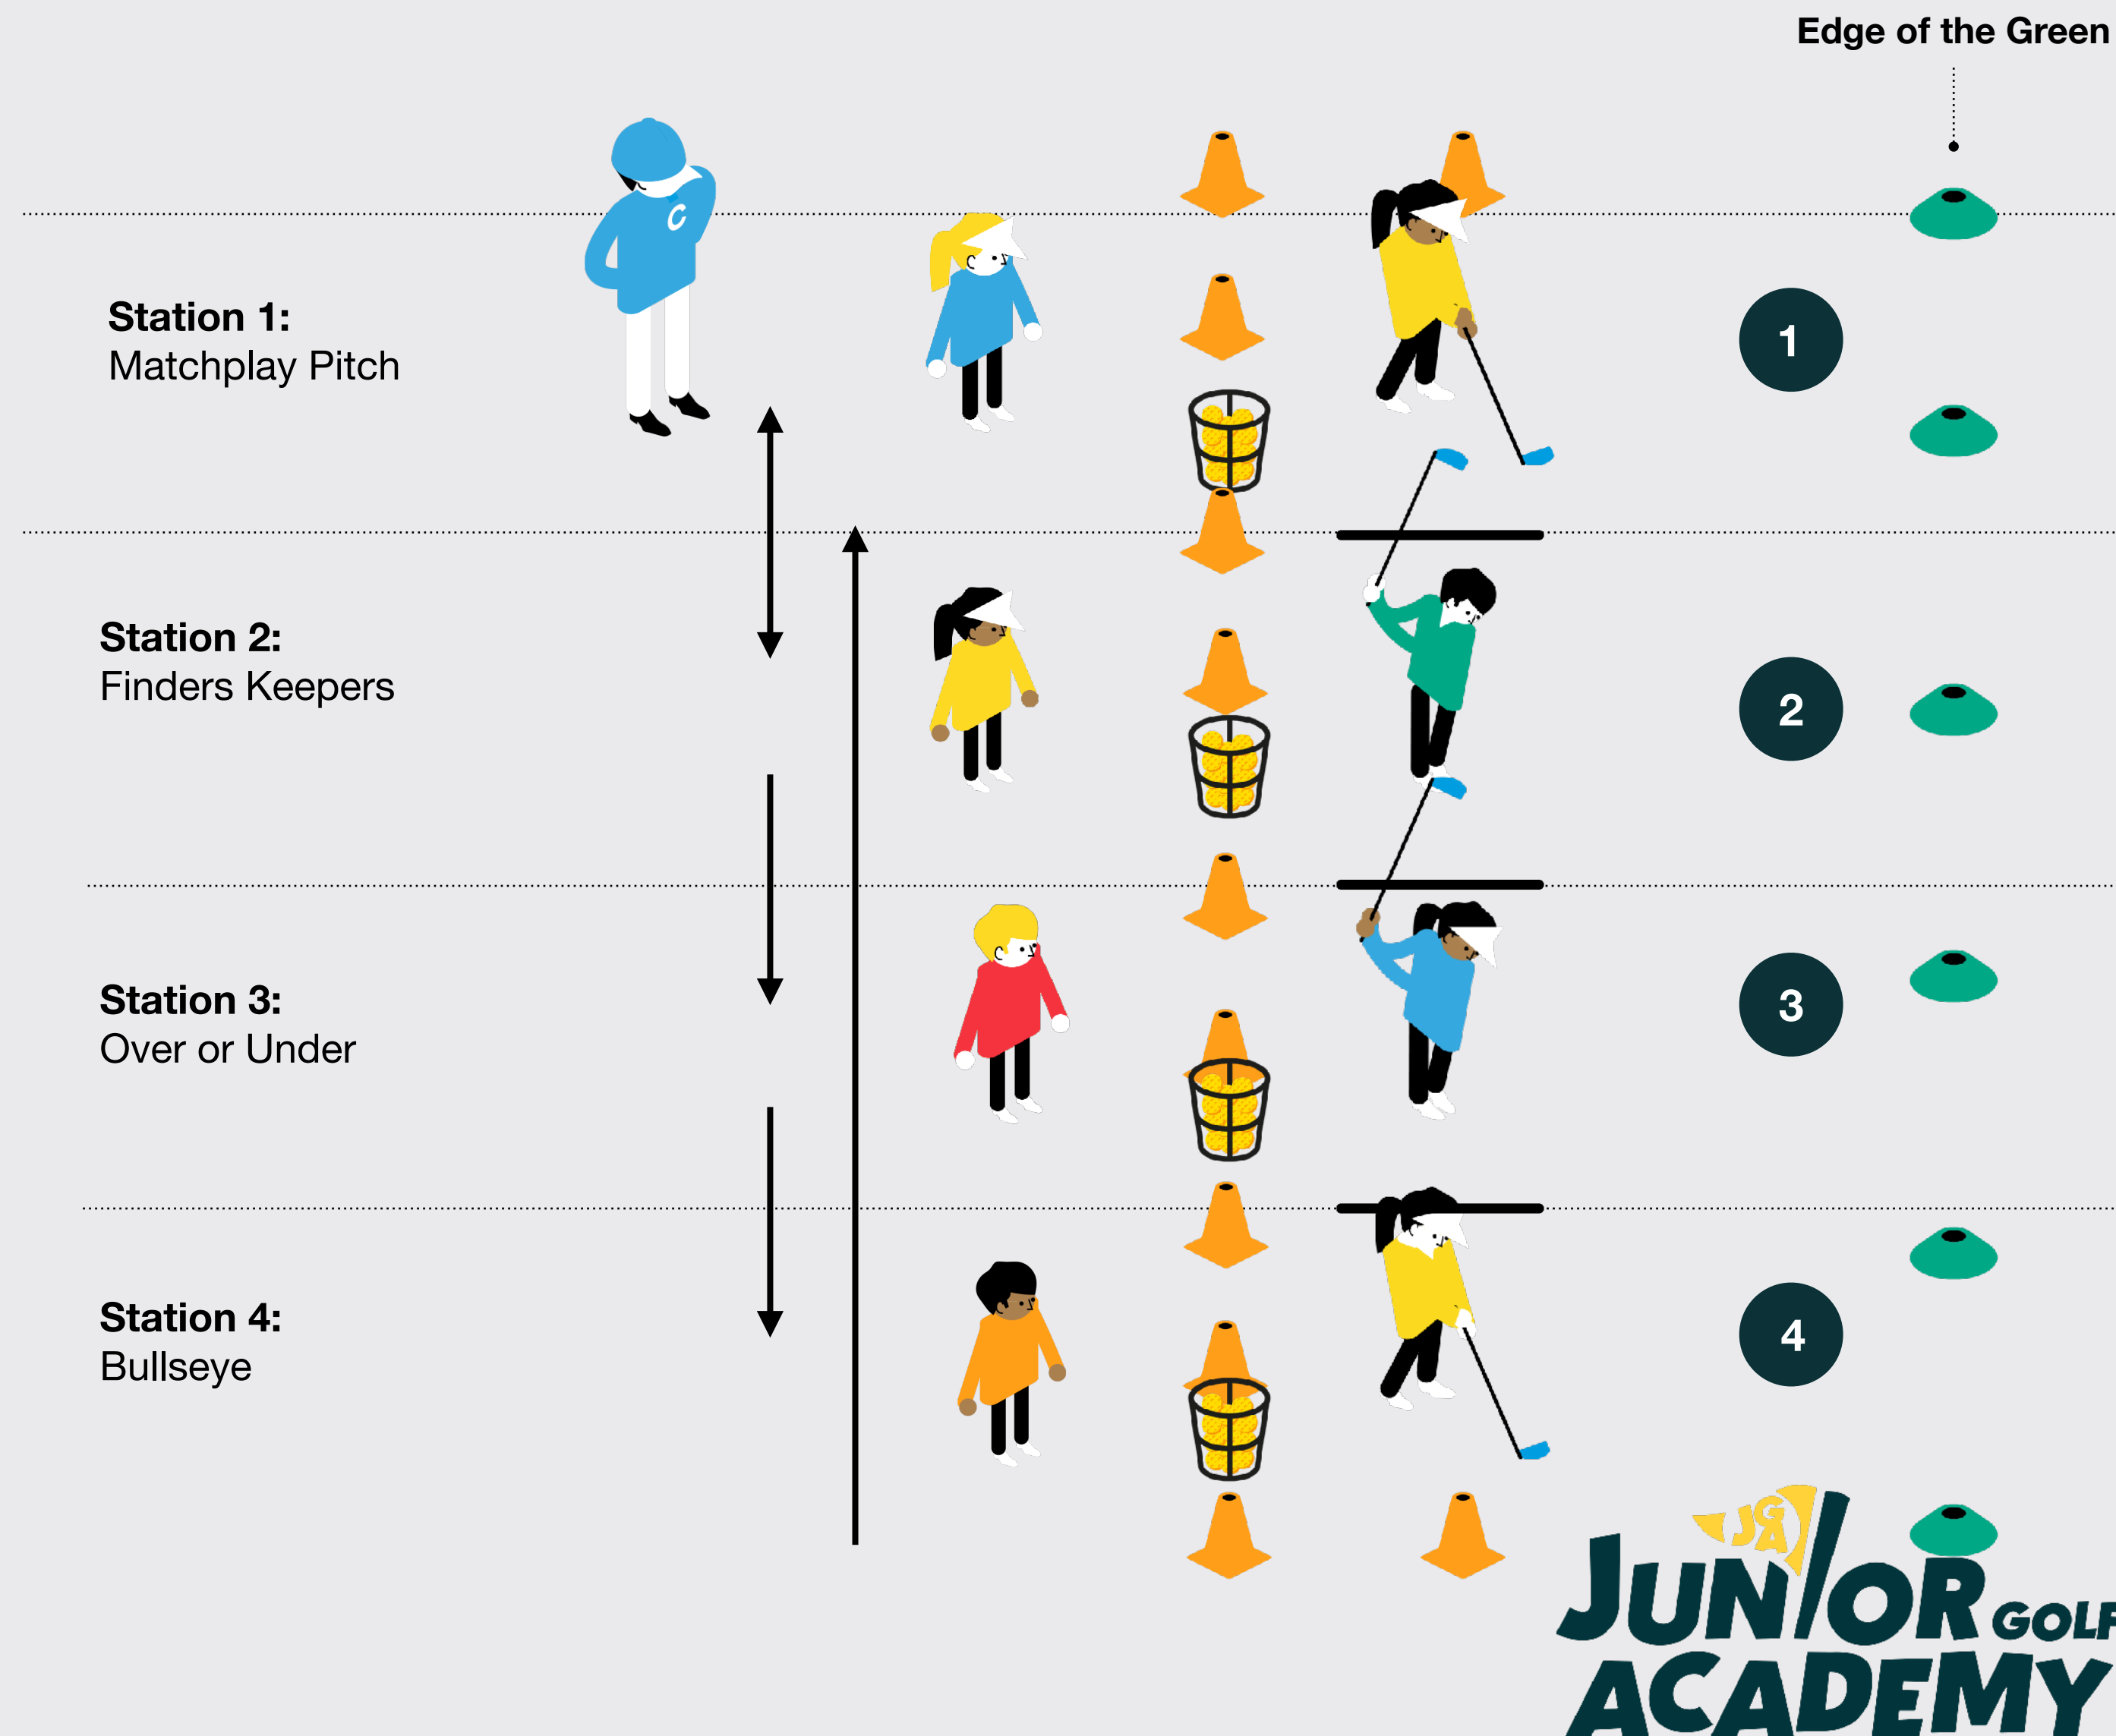 Edge of the Green
C
Station 1:
Matchplay Pitch
1
Station 2:
Finders Keepers
2
Station 3:
Over or Under
3
Station 4:
Bullseye
4
JGA
JUNIOR GOLF
ACADEMY